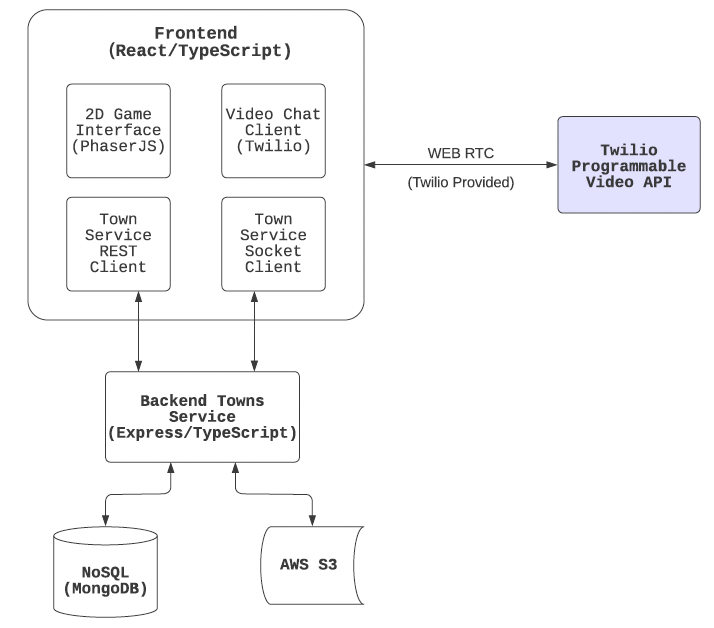 Frontend
(React/TypeScript)
2D Game
Interface
(PhaserJS)
Video Chat
Client
(Twilio)
Town
Service
REST
Client
Town
Service
Socket
Client
WEB RTC
(Twilio Provided)
Twilio
Programmable
Video API
Backend Towns
Service
(Express/TypeScript)
NoSQL
(MongoDB)
AWS S3